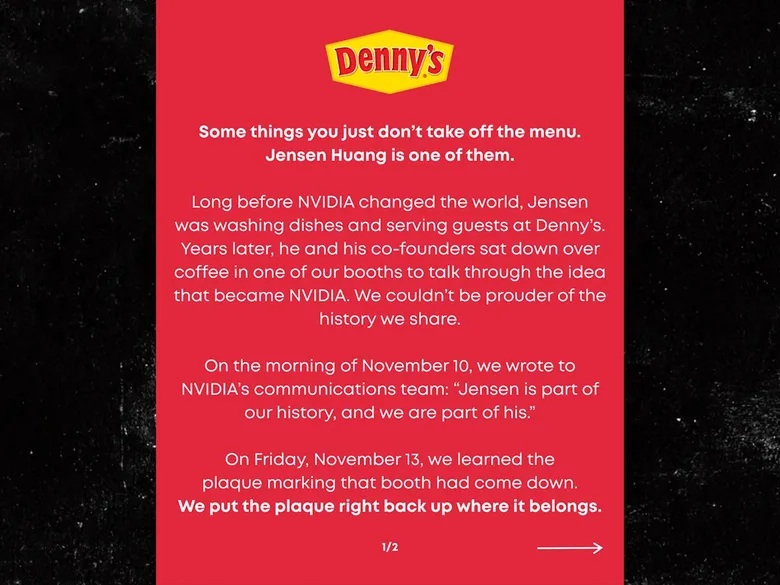 Denny's
Some things you just don’t take off the menu.
Jensen Huang is one of them.
Long before NVIDIA changed the world, Jensen
was washing dishes and serving guests at Denny’s.
Years later, he and his co-founders sat down over
coffee in one of our booths to talk through the idea
that became NVIDIA. We couldn’t be prouder of the
history we share.
On the morning of November 10, we wrote to
NVIDIA’s communications team: “Jensen is part of
our history, and we are part of his.”
On Friday, November 13, we learned the
plaque marking that booth had come down.
We put the plaque right back up where it belongs.
1/2